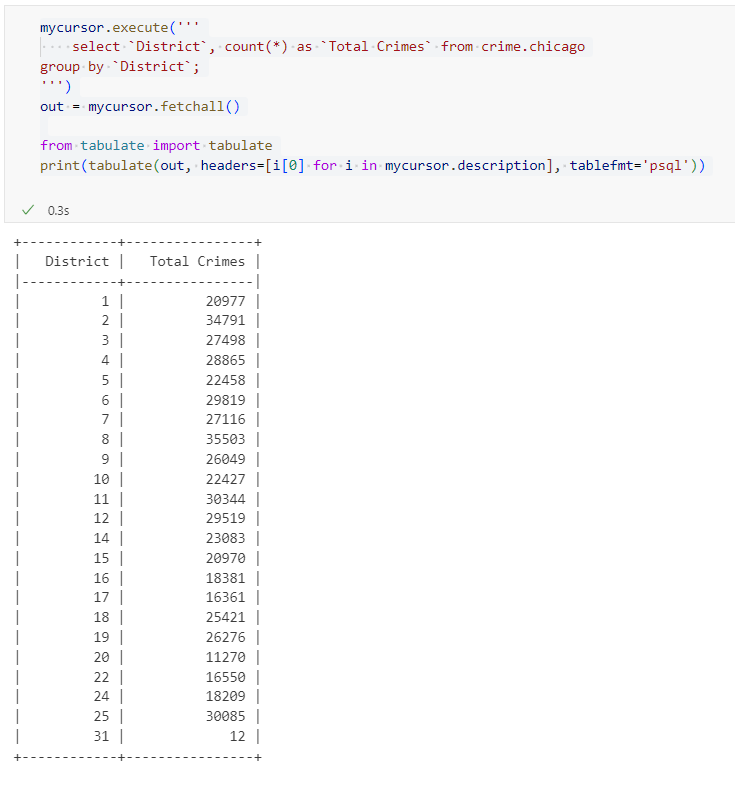 mycursor.execute('''
····select·`District`,·count(*)·as·`Total·Crimes`·from·crime.chicago
group·by·`District`;
''')
out·=·mycursor.fetchall()
from·tabulate·import·tabulate
print(tabulate(out,·headers=[i[0]·for·i·in·mycursor.description],·tablefmt='psql'))
✓ 0.3s
+------------+----------------+
|   District |   Total Crimes |
|------------+----------------|
|          1 |          20977 |
|          2 |          34791 |
|          3 |          27498 |
|          4 |          28865 |
|          5 |          22458 |
|          6 |          29819 |
|          7 |          27116 |
|          8 |          35503 |
|          9 |          26049 |
|         10 |          22427 |
|         11 |          30344 |
|         12 |          29519 |
|         14 |          23083 |
|         15 |          20970 |
|         16 |          18381 |
|         17 |          16361 |
|         18 |          25421 |
|         19 |          26276 |
|         20 |          11270 |
|         22 |          16550 |
|         24 |          18209 |
|         25 |          30085 |
|         31 |             12 |
+------------+----------------+